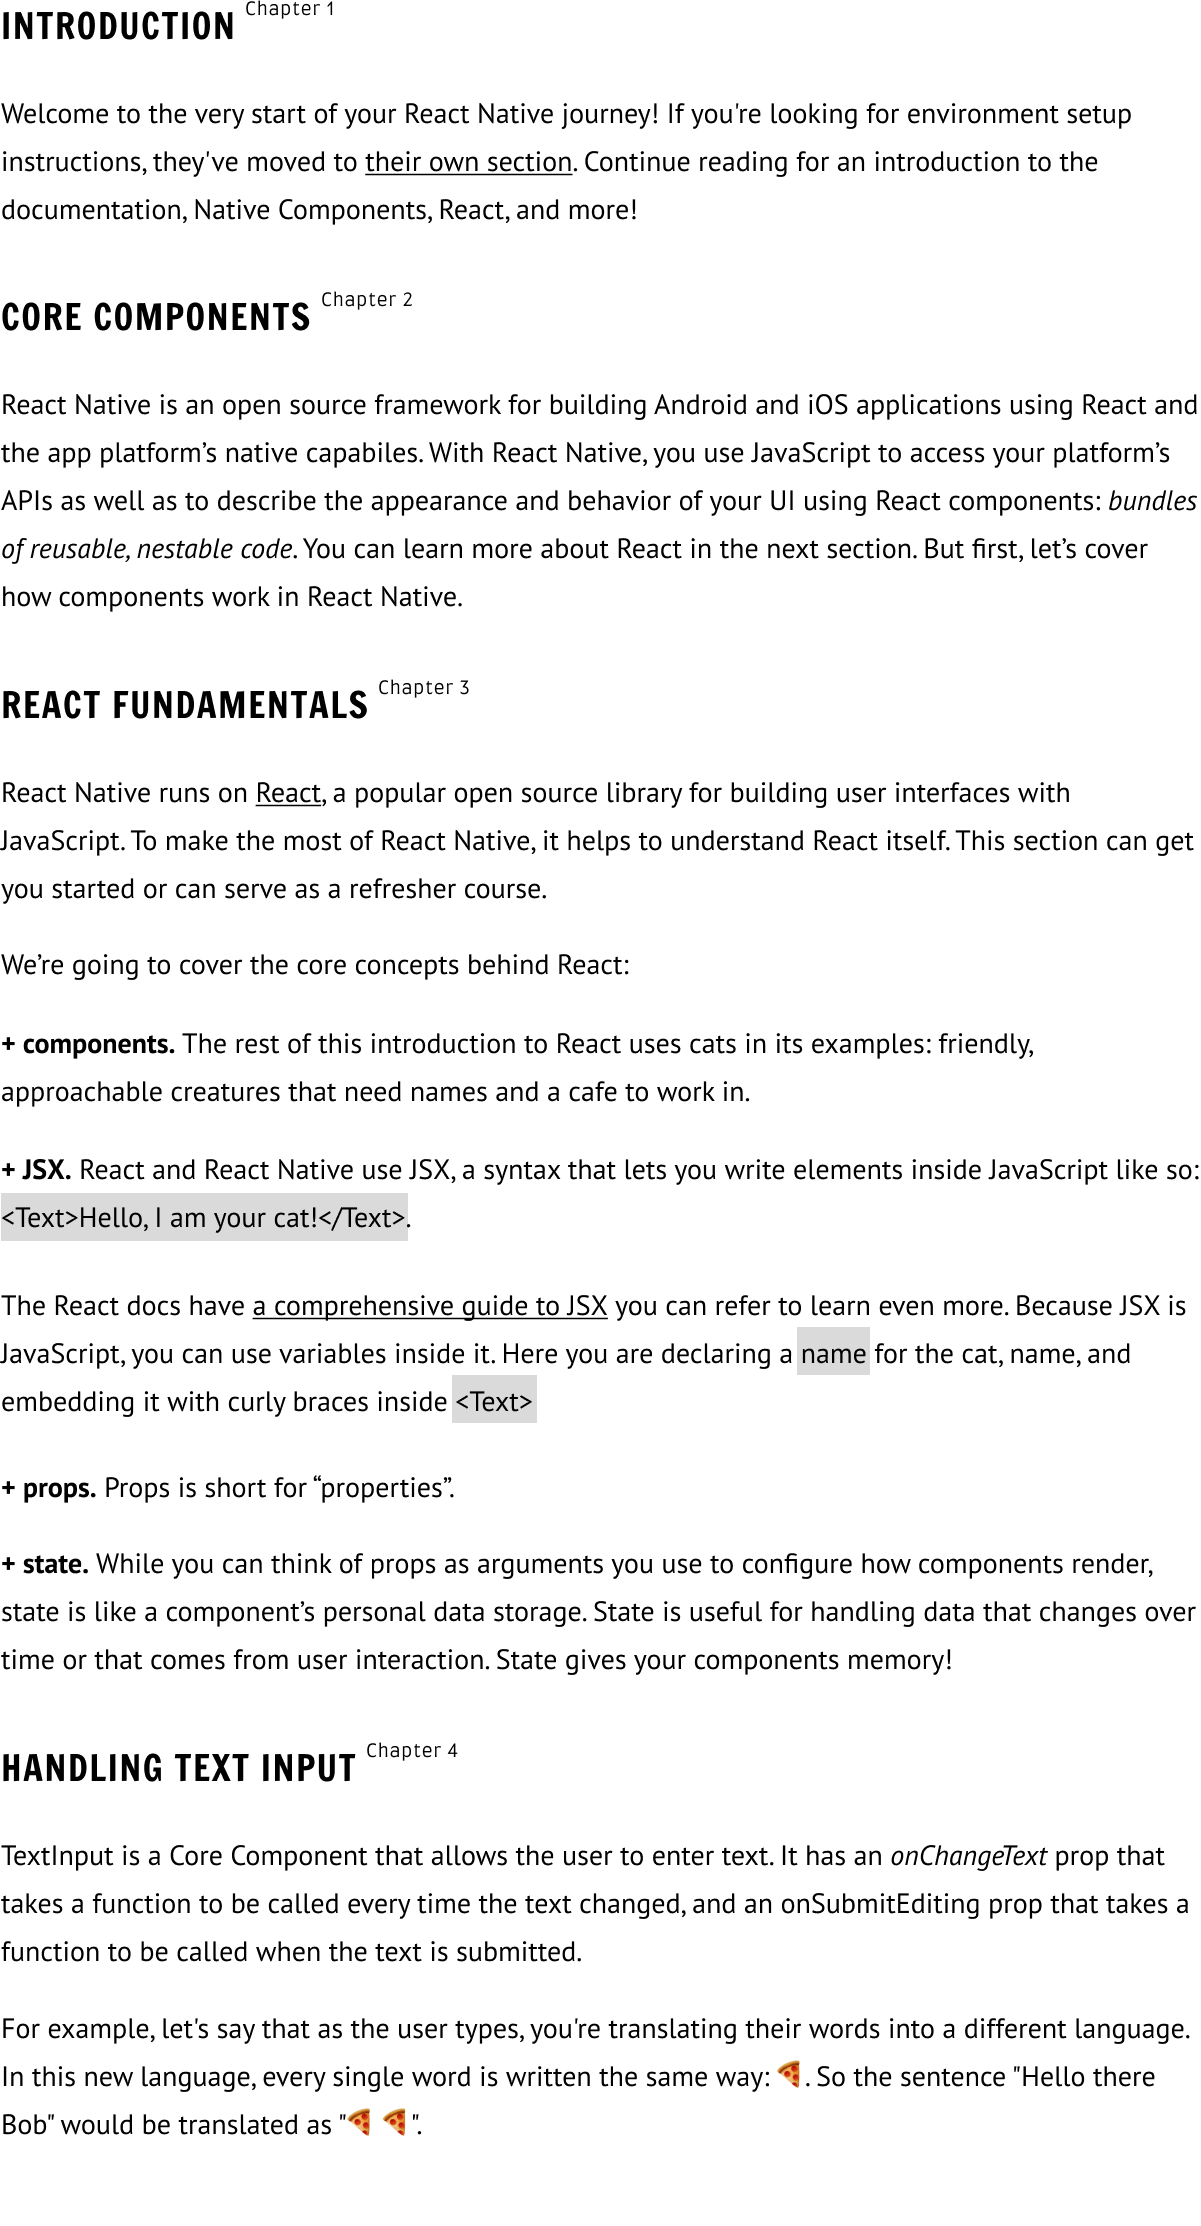 INTRODUCTION Chapter 1
Welcome to the very start of your React Native journey! If you're looking for environment setup
instructions, they've moved to their own section. Continue reading for an introduction to the
documentation, Native Components, React, and more!
CORE COMPONENTS Chapter 2
React Native is an open source framework for building Android and iOS applications using React and
the app platform’s native capabiles. With React Native, you use JavaScript to access your platform’s
APIs as well as to describe the appearance and behavior of your UI using React components: bundles
of reusable, nestable code. You can learn more about React in the next section. But first, let’s cover
how components work in React Native.
REACT FUNDAMENTALS Chapter 3
React Native runs on React, a popular open source library for building user interfaces with
JavaScript. To make the most of React Native, it helps to understand React itself. This section can get
you started or can serve as a refresher course.
We’re going to cover the core concepts behind React:
+ components. The rest of this introduction to React uses cats in its examples: friendly,
approachable creatures that need names and a cafe to work in.
+ JSX. React and React Native use JSX, a syntax that lets you write elements inside JavaScript like so:
<Text>Hello, I am your cat!</Text>.
The React docs have a comprehensive guide to JSX you can refer to learn even more. Because JSX is
JavaScript, you can use variables inside it. Here you are declaring a name for the cat, name, and
embedding it with curly braces inside <Text>
+ props. Props is short for “properties”.
+ state. While you can think of props as arguments you use to configure how components render,
state is like a component’s personal data storage. State is useful for handling data that changes over
time or that comes from user interaction. State gives your components memory!
HANDLING TEXT INPUT Chapter 4
TextInput is a Core Component that allows the user to enter text. It has an onChangeText prop that
takes a function to be called every time the text changed, and an onSubmitEditing prop that takes a
function to be called when the text is submitted.
For example, let's say that as the user types, you're translating their words into a different language.
In this new language, every single word is written the same way: 🍕. So the sentence "Hello there
Bob" would be translated as "🍕 🍕".